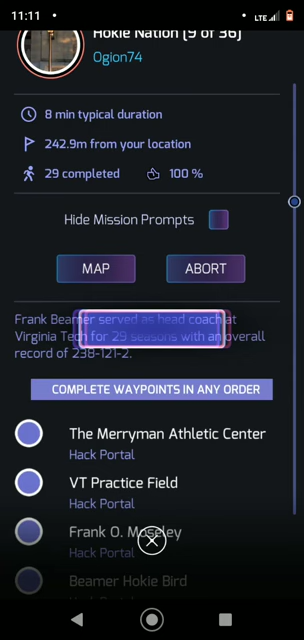 11:11
LTE
Hokie Nation (9 of 36)
Ogion74
8 min typical duration
242.9m from your location
29 completed 100 %
Hide Mission Prompts
MAP ABORT
Frank Beamer served as head coach at
Virginia Tech for 29 seasons with an overall
record of 238-121-2.
COMPLETE WAYPOINTS IN ANY ORDER
The Merryman Athletic Center
Hack Portal
VT Practice Field
Hack Portal
Frank O. Moseley
Hack Portal
Beamer Hokie Bird